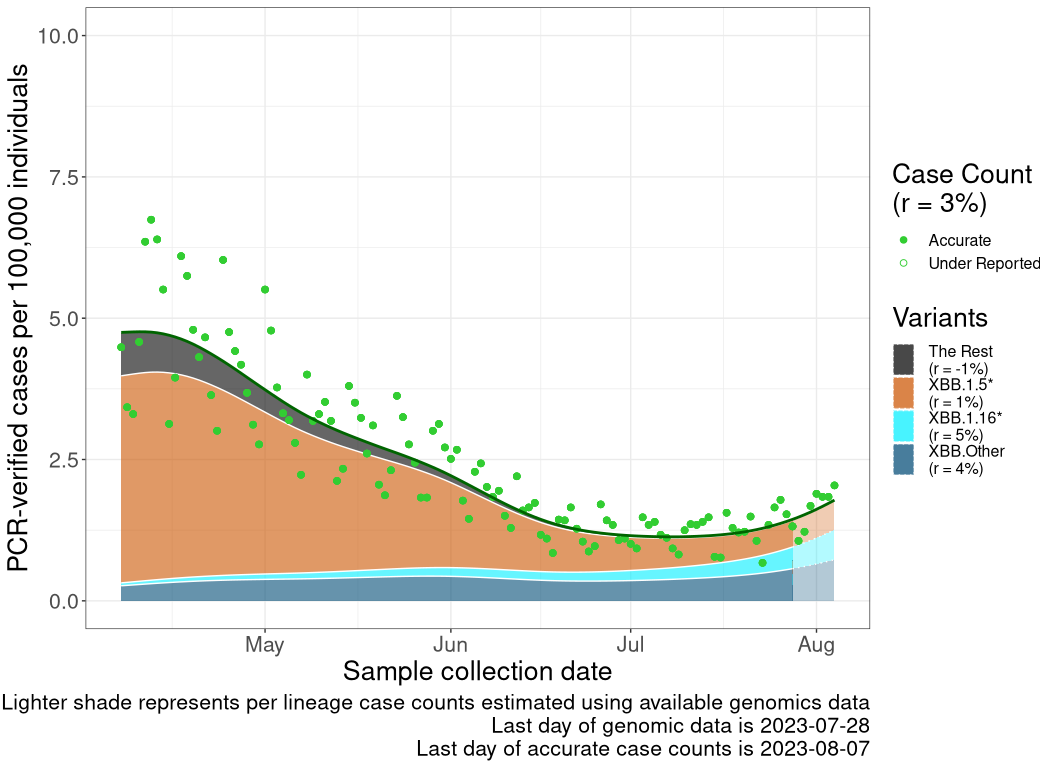 PCR-verified cases per 100,000 individuals
10.0
7.5
5.0
2.5
0.0
May
Jun
Jul
Aug
Sample collection date
Case Count
(r = 3%)
Accurate
Under Reported
Variants
The Rest
(r = -1%)
XBB.1.5*
(r = 1%)
XBB.1.16*
(r = 5%)
XBB.Other
(r = 4%)
Lighter shade represents per lineage case counts estimated using available genomics data
Last day of genomic data is 2023-07-28
Last day of accurate case counts is 2023-08-07